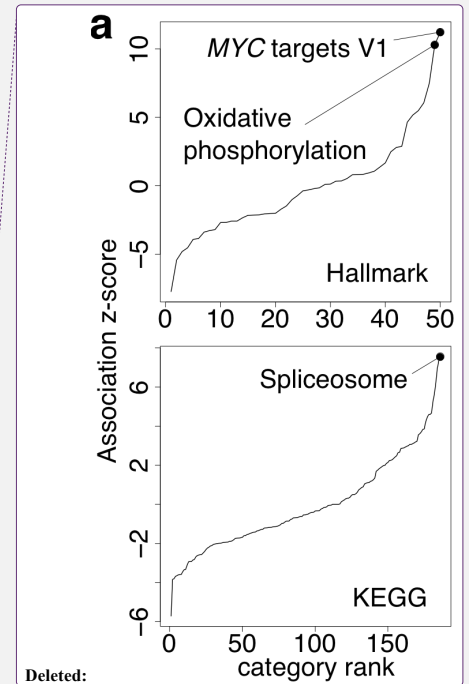 a
MYC targets V1
Oxidative
phosphorylation
Hallmark
10
5
0
−5
0 10 20 30 40 50
Association z-score
Spliceosome
KEGG
6
2
−2
−6
0 50 100 150
category rank
Deleted: